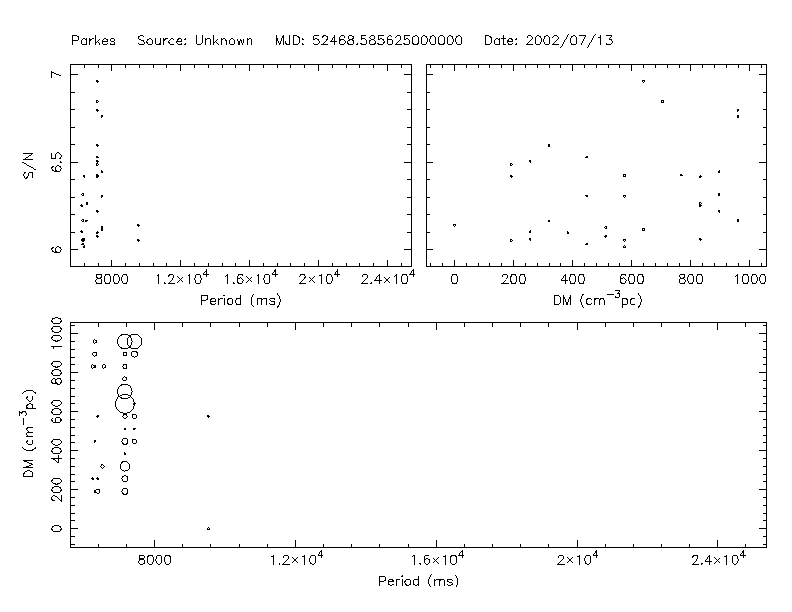 Parkes Source: Unknown MJD: 52468.585625000000 Date: 2002/07/13
7
6.5
6
S/N
8000 1.2×10⁴ 1.6×10⁴ 2×10⁴ 2.4×10⁴
Period (ms)
0 200 400 600 800 1000
DM (cm⁻³pc)
1000
800
600
400
200
0
DM (cm⁻³pc)
8000 1.2×10⁴ 1.6×10⁴ 2×10⁴ 2.4×10⁴
Period (ms)